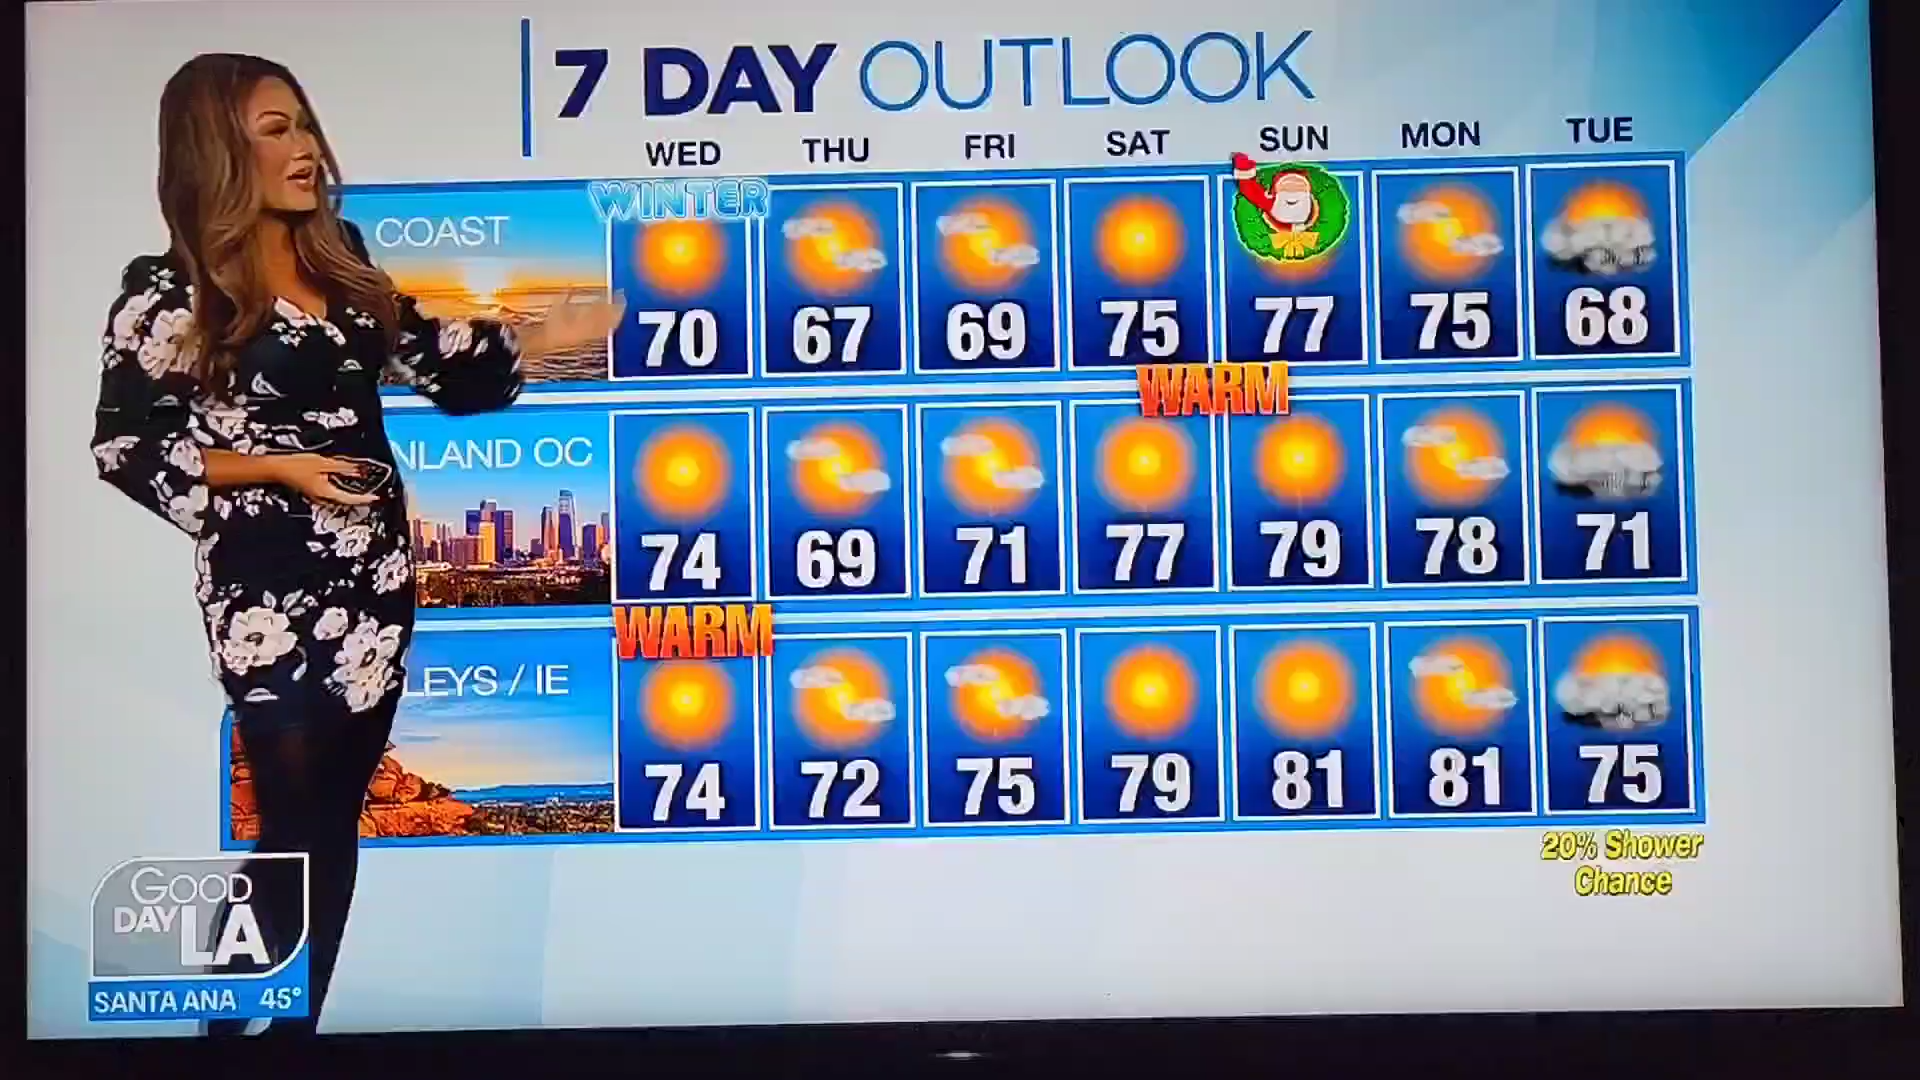 7 DAY OUTLOOK
WED THU FRI SAT SUN MON TUE
WINTER
COAST
70 67 69 75 77 75 68
WARM
NLAND OC
74 69 71 77 79 78 71
WARM
LEYS / IE
74 72 75 79 81 81 75
20% Shower
Chance
GOOD
DAY LA
SANTA ANA 45°